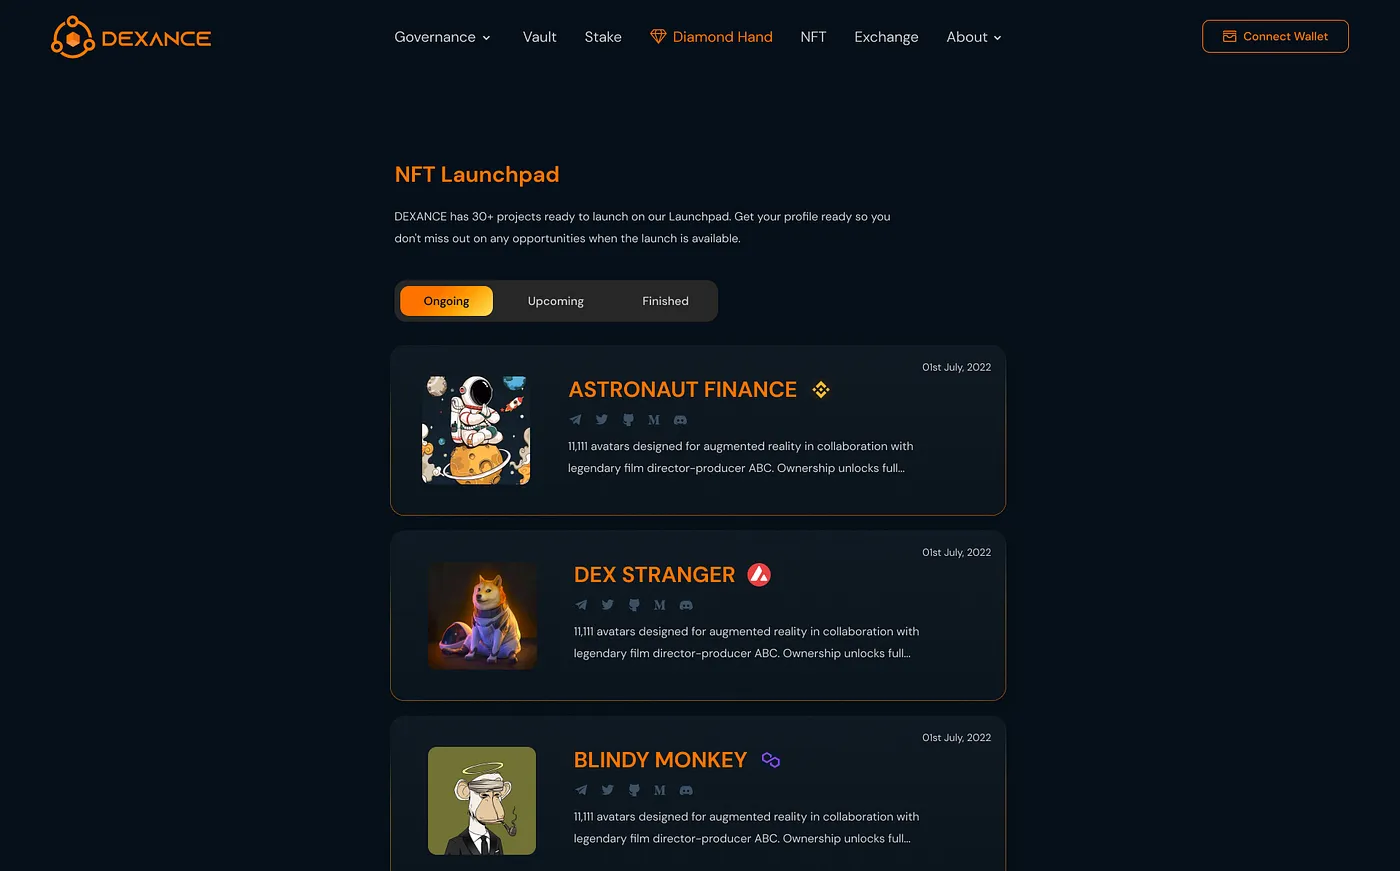 DEXANCE
Governance
Vault
Stake
Diamond Hand
NFT
Exchange
About
Connect Wallet
NFT Launchpad
DEXANCE has 30+ projects ready to launch on our Launchpad. Get your profile ready so you
don't miss out on any opportunities when the launch is available.
Ongoing
Upcoming
Finished
01st July, 2022
ASTRONAUT FINANCE
11,111 avatars designed for augmented reality in collaboration with
legendary film director-producer ABC. Ownership unlocks full...
01st July, 2022
DEX STRANGER
11,111 avatars designed for augmented reality in collaboration with
legendary film director-producer ABC. Ownership unlocks full...
01st July, 2022
BLINDY MONKEY
11,111 avatars designed for augmented reality in collaboration with
legendary film director-producer ABC. Ownership unlocks full...